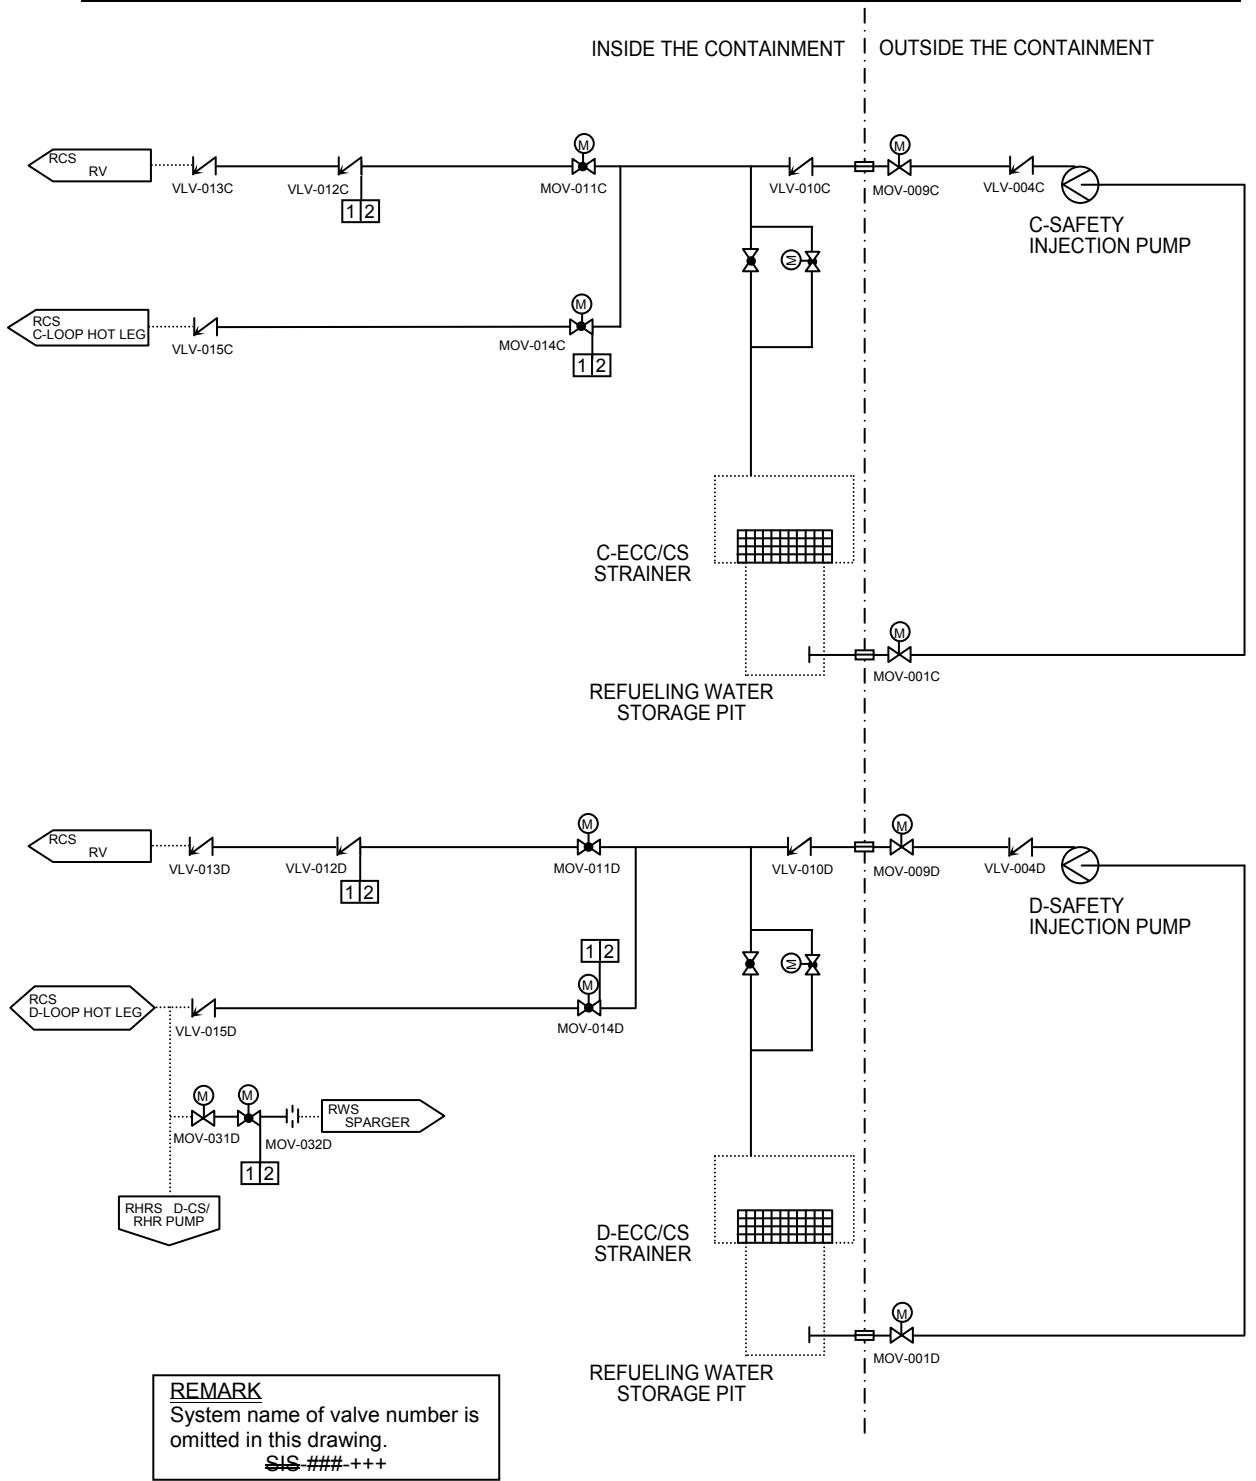 INSIDE THE CONTAINMENT
OUTSIDE THE CONTAINMENT
RCS
RV
VLV-013C
VLV-012C
1 2
M
MOV-011C
VLV-010C
M
MOV-009C
VLV-004C
C-SAFETY
INJECTION PUMP
M
RCS
C-LOOP HOT LEG
VLV-015C
M
MOV-014C
1 2
C-ECC/CS
STRAINER
M
MOV-001C
REFUELING WATER
STORAGE PIT
RCS
RV
VLV-013D
VLV-012D
1 2
M
MOV-011D
VLV-010D
M
MOV-009D
VLV-004D
D-SAFETY
INJECTION PUMP
1 2
M
RCS
D-LOOP HOT LEG
VLV-015D
M
MOV-014D
M
MOV-031D
M
MOV-032D
1 2
RWS
SPARGER
RHRS D-CS/
RHR PUMP
D-ECC/CS
STRAINER
M
MOV-001D
REFUELING WATER
STORAGE PIT
REMARK
System name of valve number is
omitted in this drawing.
SIS-###-+++